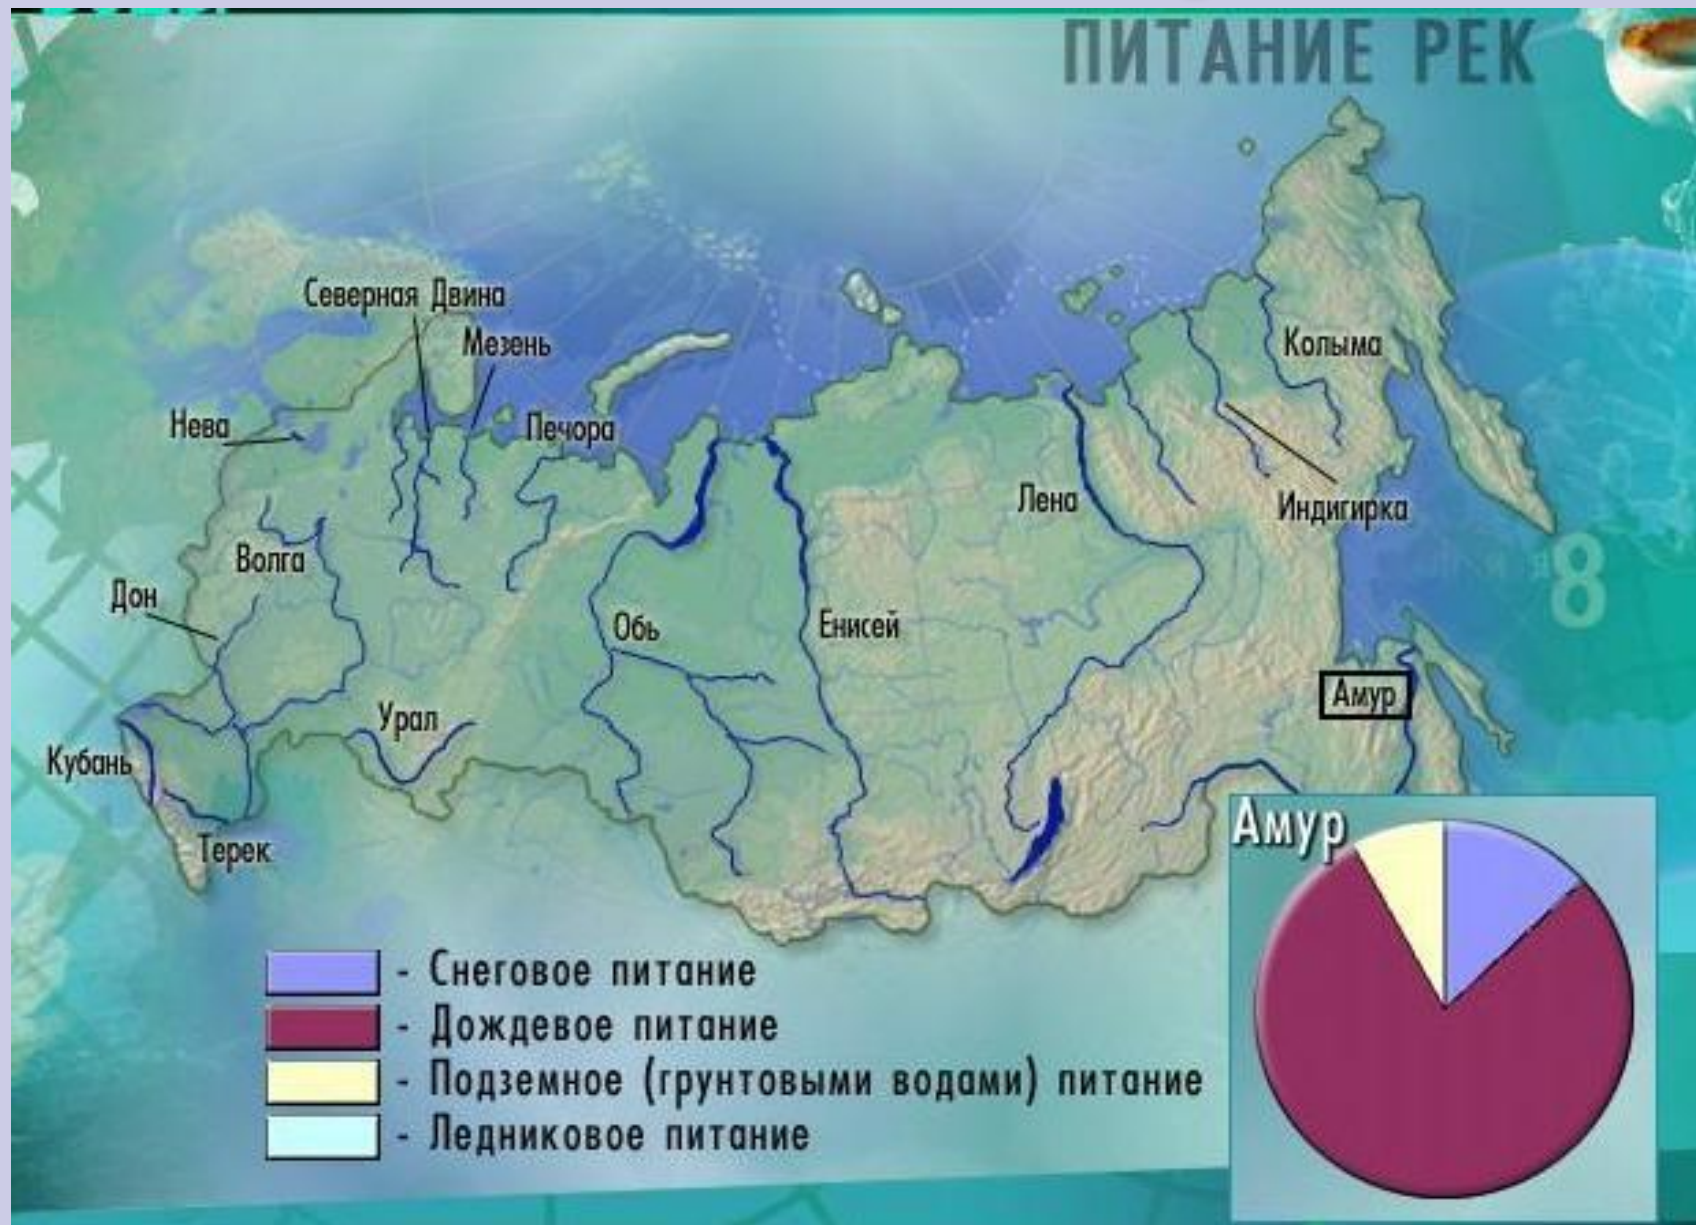 ПИТАНИЕ РЕК
Северная Двина
Мезень
Колыма
Нева
Печора
Лена
Индигирка
Волга
8
Дон
Обь
Енисей
Амур
Урал
Кубань
Терек
Амур
- Снеговое питание
- Дождевое питание
- Подземное (грунтовыми водами) питание
- Ледниковое питание